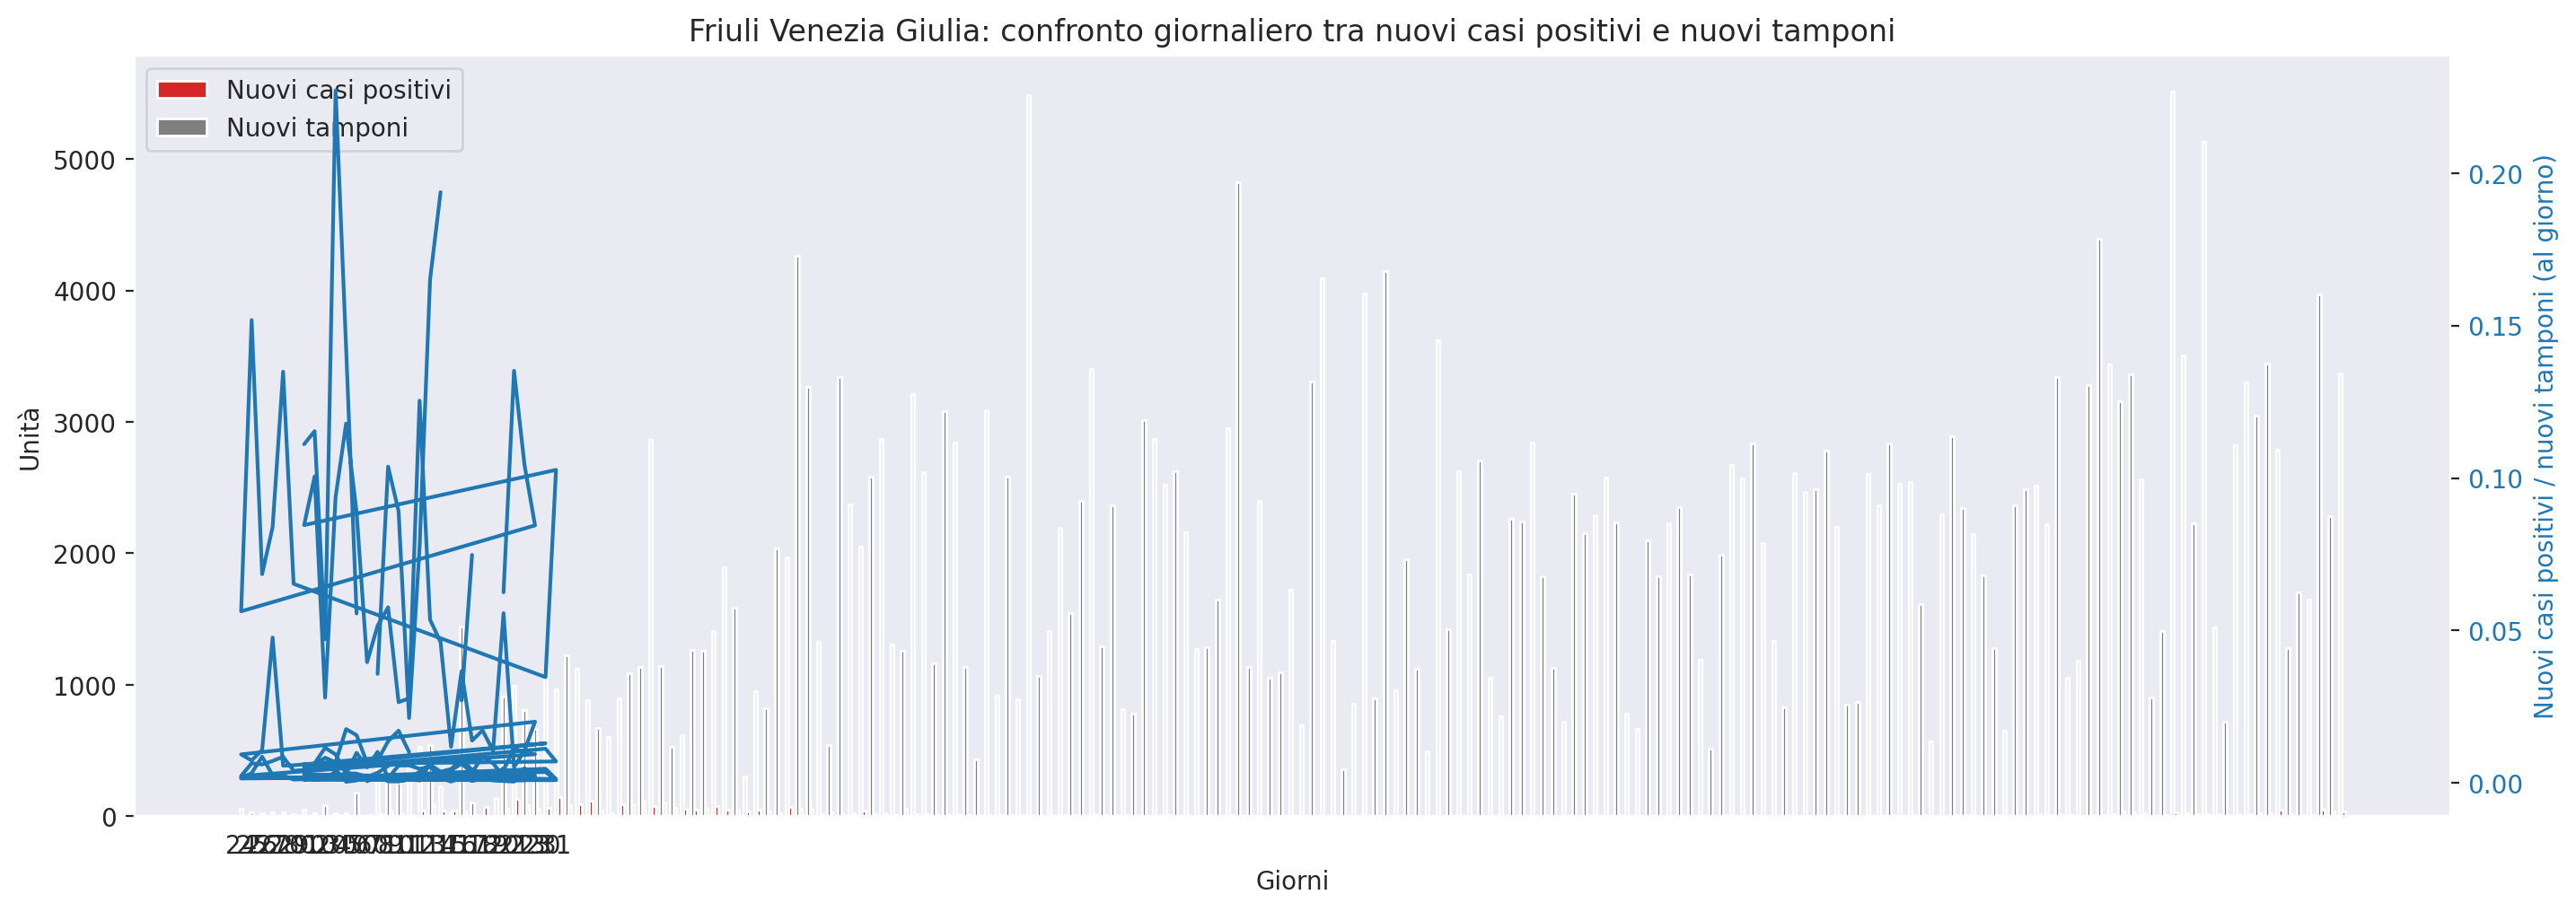 Friuli Venezia Giulia: confronto giornaliero tra nuovi casi positivi e nuovi tamponi
Nuovi casi positivi
Nuovi tamponi
5000
4000
3000
2000
1000
0
Unità
0.20
0.15
0.10
0.05
0.00
Nuovi casi positivi / nuovi tamponi (al giorno)
Giorni